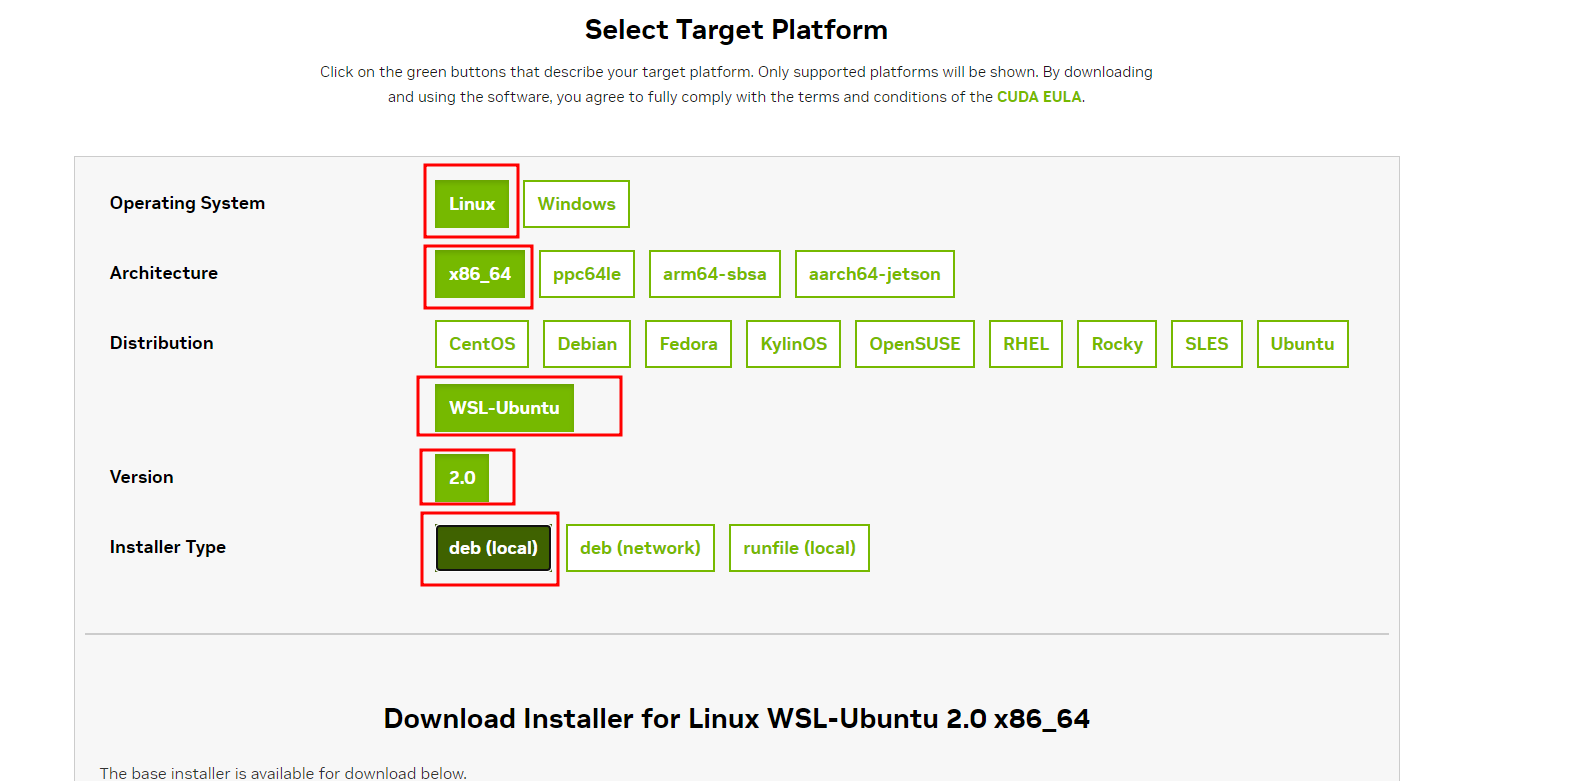 Select Target Platform
Click on the green buttons that describe your target platform. Only supported platforms will be shown. By downloading
and using the software, you agree to fully comply with the terms and conditions of the CUDA EULA.
Operating System Linux Windows
Architecture x86_64 ppc64le arm64-sbsa aarch64-jetson
Distribution CentOS Debian Fedora KylinOS OpenSUSE RHEL Rocky SLES Ubuntu
WSL-Ubuntu
Version 2.0
Installer Type deb (local) deb (network) runfile (local)
Download Installer for Linux WSL-Ubuntu 2.0 x86_64
The base installer is available for download below.